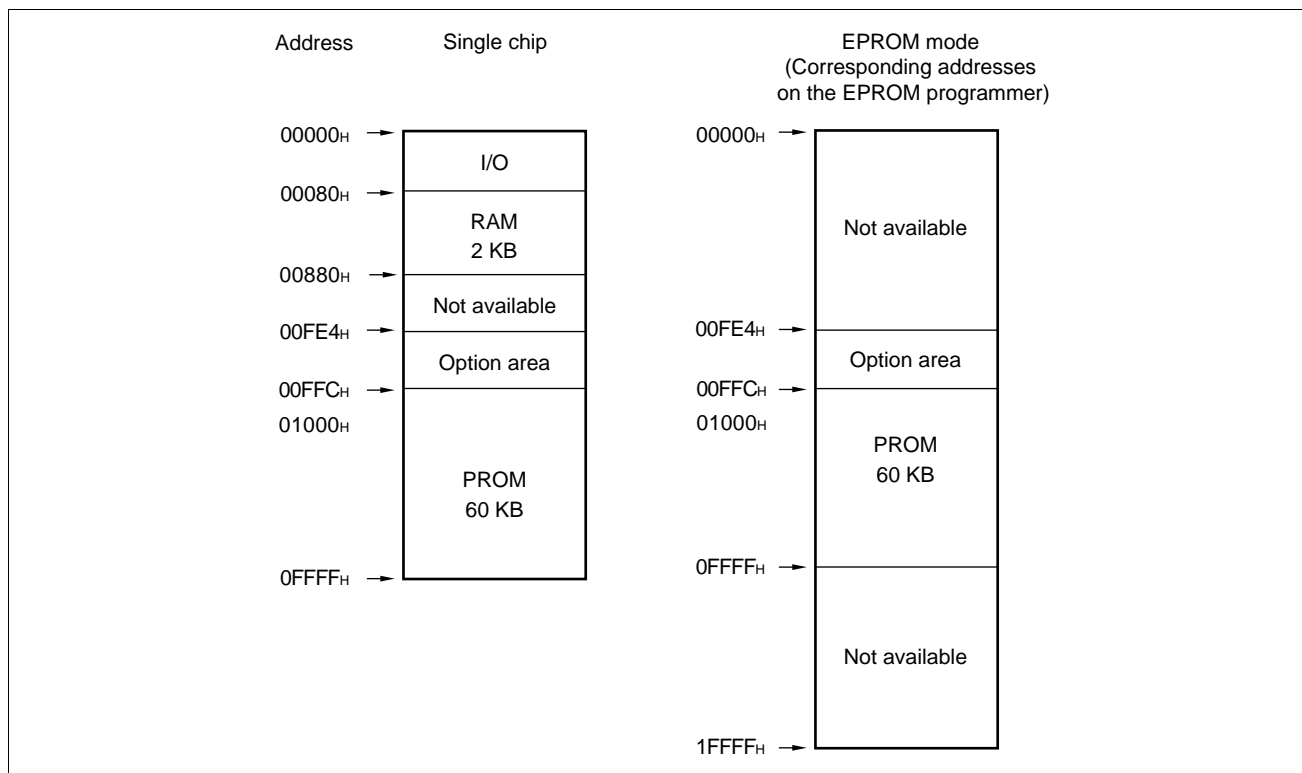 Address
Single chip
00000H
I/O
00080H
RAM
2 KB
00880H
Not available
00FE4H
Option area
00FFCH
01000H
PROM
60 KB
0FFFFH
EPROM mode
(Corresponding addresses
on the EPROM programmer)
00000H
Not available
00FE4H
Option area
00FFCH
01000H
PROM
60 KB
0FFFFH
Not available
1FFFFH